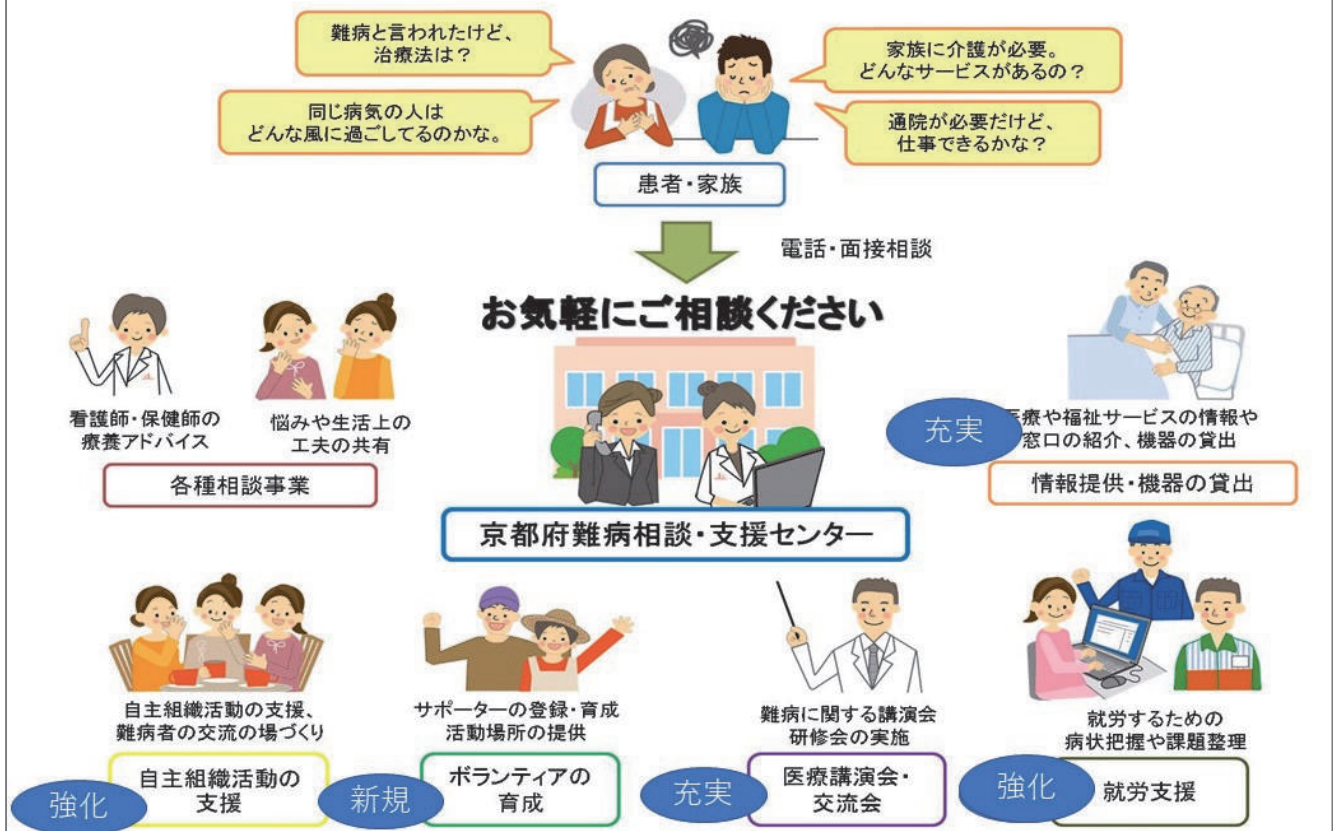 難病と言われたけど、
治療法は？
家族に介護が必要。
どんなサービスがあるの？
同じ病気の人は
どんな風に過ごしてるのかな。
通院が必要だけど、
仕事できるかな？
患者・家族
電話・面接相談
お気軽にご相談ください
看護師・保健師の
療養アドバイス
悩みや生活上の
工夫の共有
各種相談事業
充実
療や福祉サービスの情報や
窓口の紹介、機器の貸出
情報提供・機器の貸出
京都府難病相談・支援センター
自主組織活動の支援、
難病者の交流の場づくり
強化
自主組織活動の
支援
サポーターの登録・育成
活動場所の提供
新規
ボランティアの
育成
難病に関する講演会
研修会の実施
充実
医療講演会・
交流会
就労するための
病状把握や課題整理
強化
就労支援